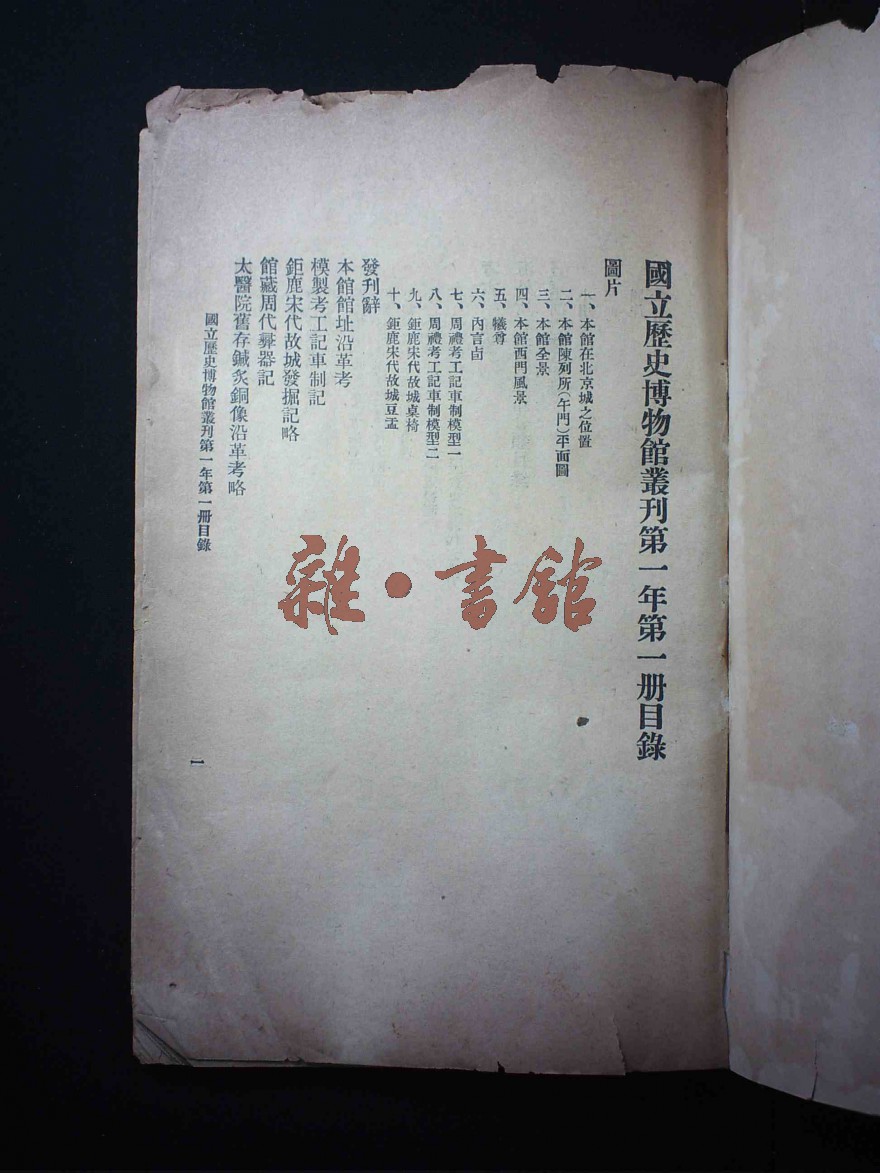 國立歷史博物館叢刊第一年第一册目錄
圖片
一、本館在北京城之位置
二、本館陳列所(午門)平面圖
三、本館全景
四、本館西門風景
五、犧尊
六、內言卣
七、周禮考工記車制模型一
八、周禮考工記車制模型二
九、鉅鹿宋代故城桌椅
十、鉅鹿宋代故城豆盂
發刊辭
本館館址沿革考
模製考工記車制記
鉅鹿宋代故城發掘記略
館藏周代彝器記
太醫院舊存鍼炙銅像沿革考略
國立歷史博物館叢刊第一年第一册目錄
一
雜·書館